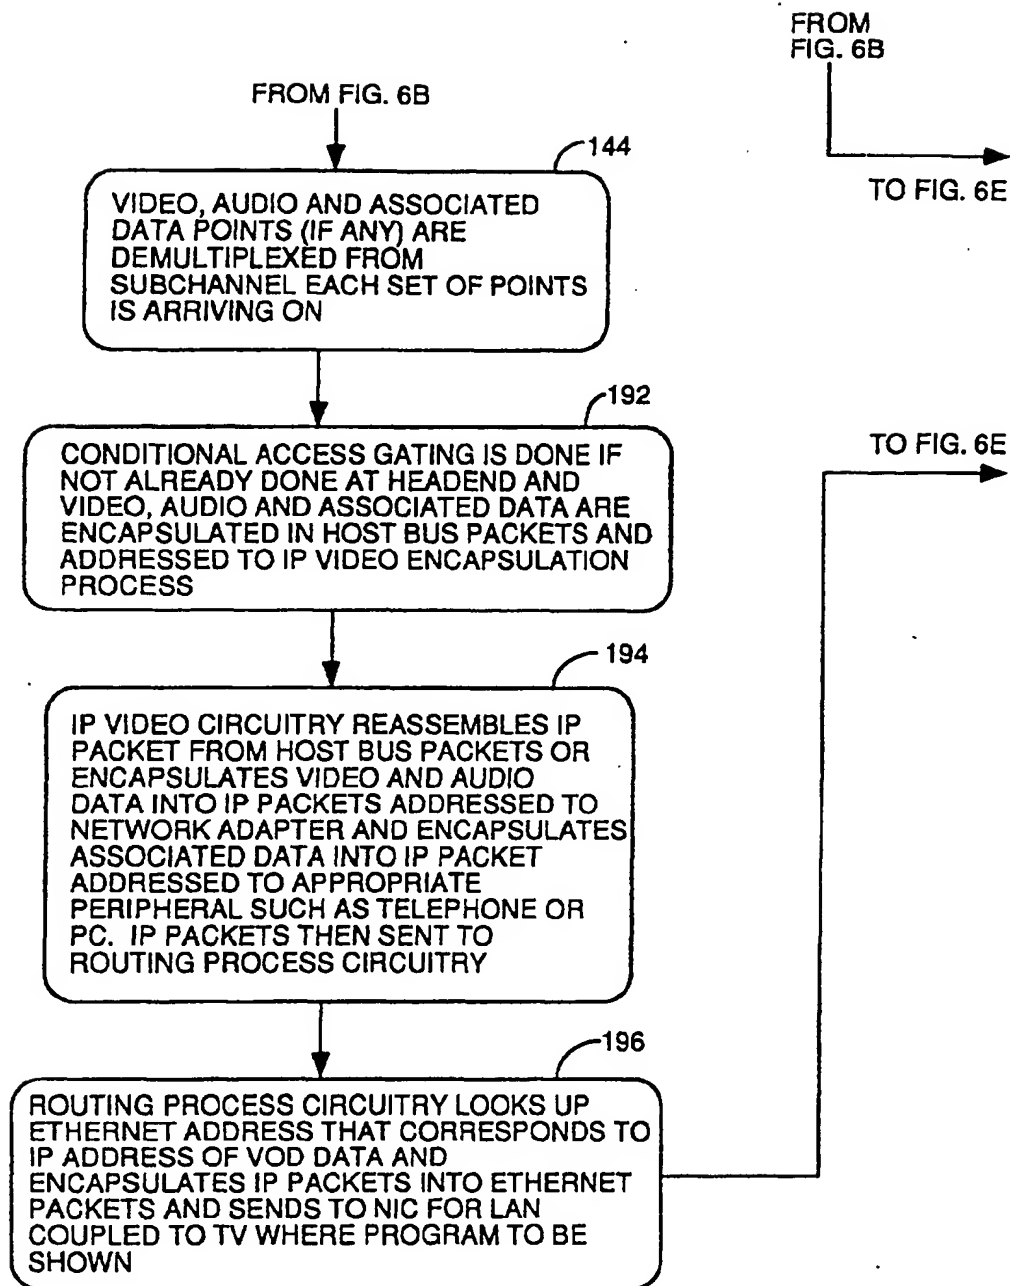 FROM
FIG. 6B
FROM FIG. 6B
144
TO FIG. 6E
VIDEO, AUDIO AND ASSOCIATED
DATA POINTS (IF ANY) ARE
DEMULTIPLEXED FROM
SUBCHANNEL EACH SET OF POINTS
IS ARRIVING ON
192
TO FIG. 6E
CONDITIONAL ACCESS GATING IS DONE IF
NOT ALREADY DONE AT HEADEND AND
VIDEO, AUDIO AND ASSOCIATED DATA ARE
ENCAPSULATED IN HOST BUS PACKETS AND
ADDRESSED TO IP VIDEO ENCAPSULATION
PROCESS
194
IP VIDEO CIRCUITRY REASSEMBLES IP
PACKET FROM HOST BUS PACKETS OR
ENCAPSULATES VIDEO AND AUDIO
DATA INTO IP PACKETS ADDRESSED TO
NETWORK ADAPTER AND ENCAPSULATES
ASSOCIATED DATA INTO IP PACKET
ADDRESSED TO APPROPRIATE
PERIPHERAL SUCH AS TELEPHONE OR
PC. IP PACKETS THEN SENT TO
ROUTING PROCESS CIRCUITRY
196
ROUTING PROCESS CIRCUITRY LOOKS UP
ETHERNET ADDRESS THAT CORRESPONDS TO
IP ADDRESS OF VOD DATA AND
ENCAPSULATES IP PACKETS INTO ETHERNET
PACKETS AND SENDS TO NIC FOR LAN
COUPLED TO TV WHERE PROGRAM TO BE
SHOWN